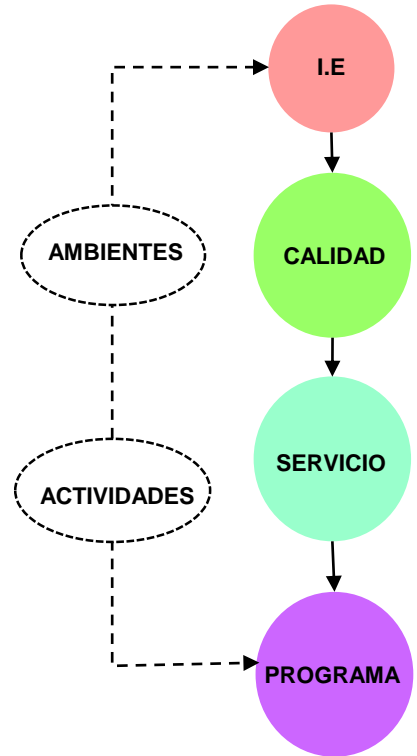 I.E
AMBIENTES
CALIDAD
SERVICIO
ACTIVIDADES
PROGRAMA